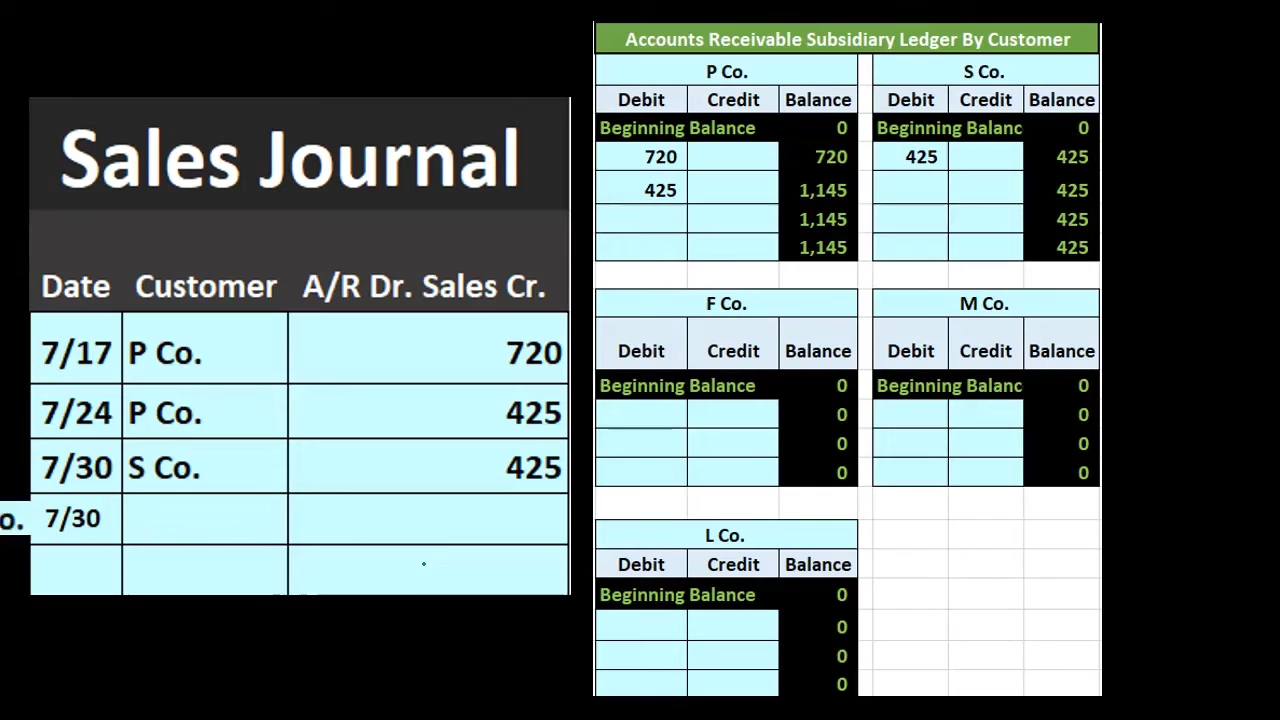 Sales Journal
Date Customer A/R Dr. Sales Cr.
7/17 P Co. 720
7/24 P Co. 425
7/30 S Co. 425
o. 7/30
Accounts Receivable Subsidiary Ledger By Customer
P Co. S Co.
Debit Credit Balance Debit Credit Balance
Beginning Balance 0 Beginning Balanc 0
720 720 425 425
425 1,145 425
1,145 425
1,145 425
F Co. M Co.
Debit Credit Balance Debit Credit Balance
Beginning Balance 0 Beginning Balanc 0
0 0
0 0
0 0
L Co.
Debit Credit Balance
Beginning Balance 0
0
0
0